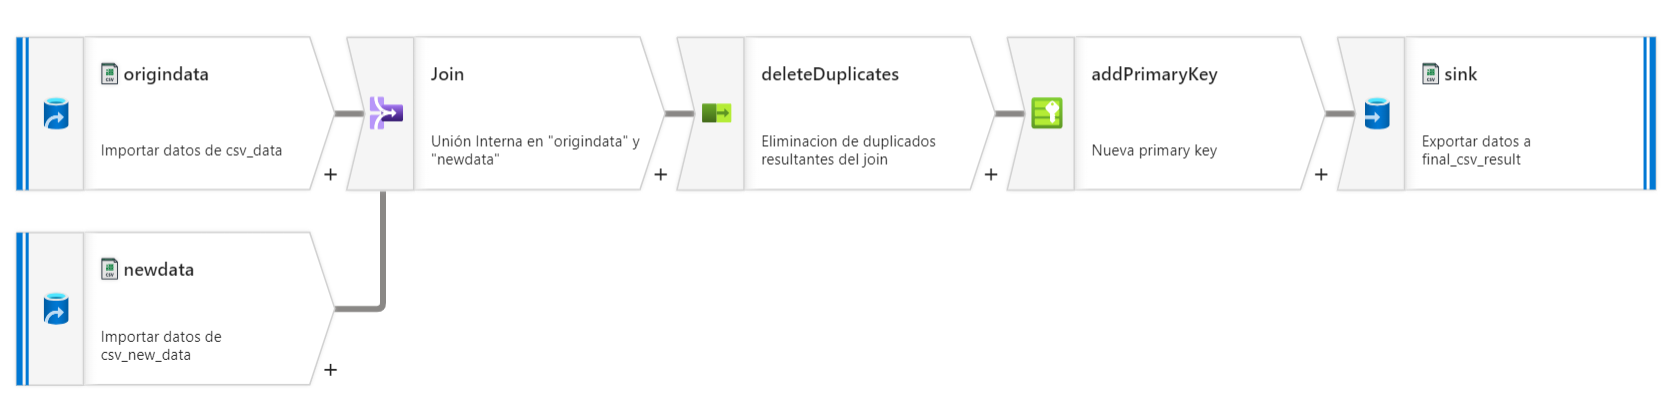 origindata
Importar datos de csv_data
+
Join
Unión Interna en "origindata" y
"newdata"
+
deleteDuplicates
Eliminacion de duplicados
resultantes del join
+
addPrimaryKey
Nueva primary key
+
sink
Exportar datos a
final_csv_result
newdata
Importar datos de
csv_new_data
+